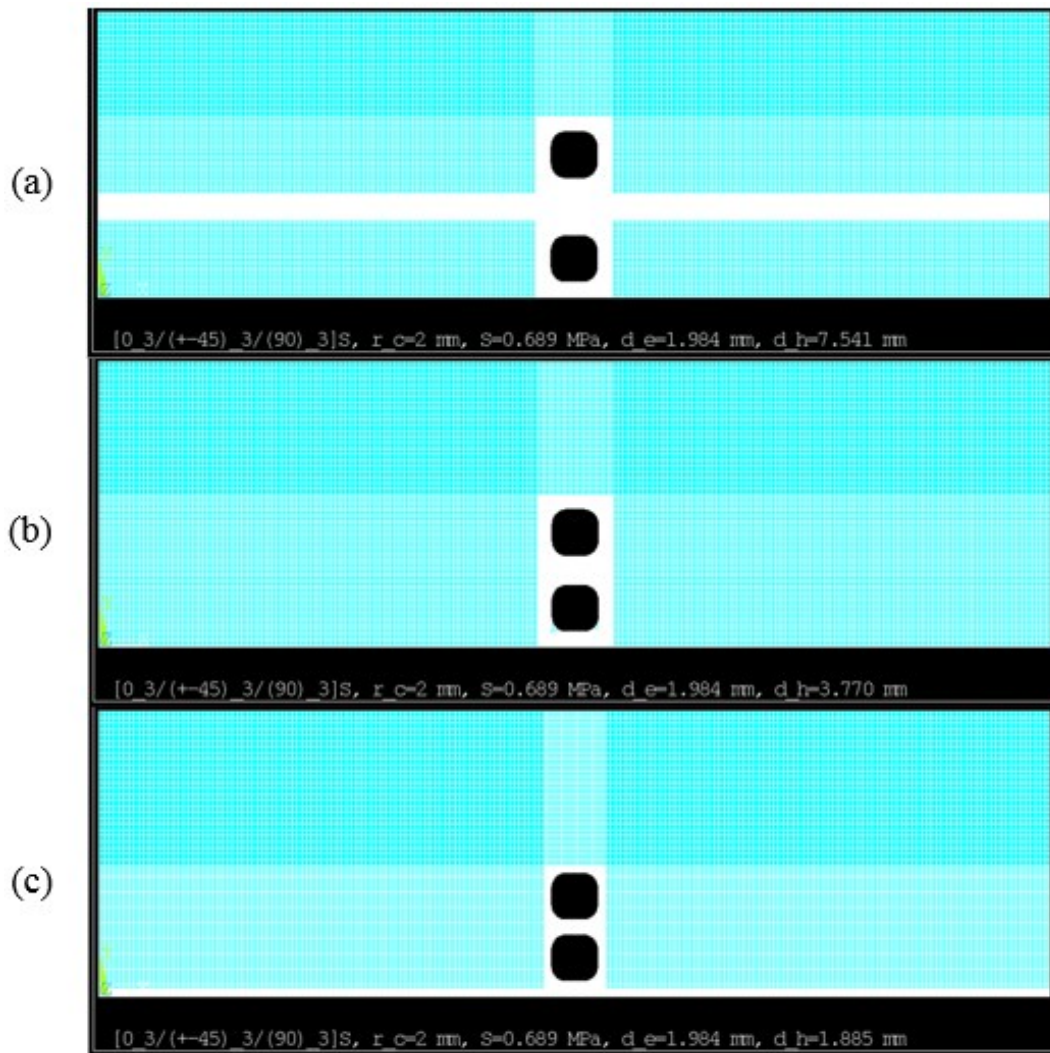 (a)
[0_3/(+-45)_3/(90)_3]S, r_c=2 mm, S=0.689 MPa, d_e=1.984 mm, d_h=7.541 mm
(b)
[0_3/(+-45)_3/(90)_3]S, r_c=2 mm, S=0.689 MPa, d_e=1.984 mm, d_h=3.770 mm
(c)
[0_3/(+-45)_3/(90)_3]S, r_c=2 mm, S=0.689 MPa, d_e=1.984 mm, d_h=1.885 mm